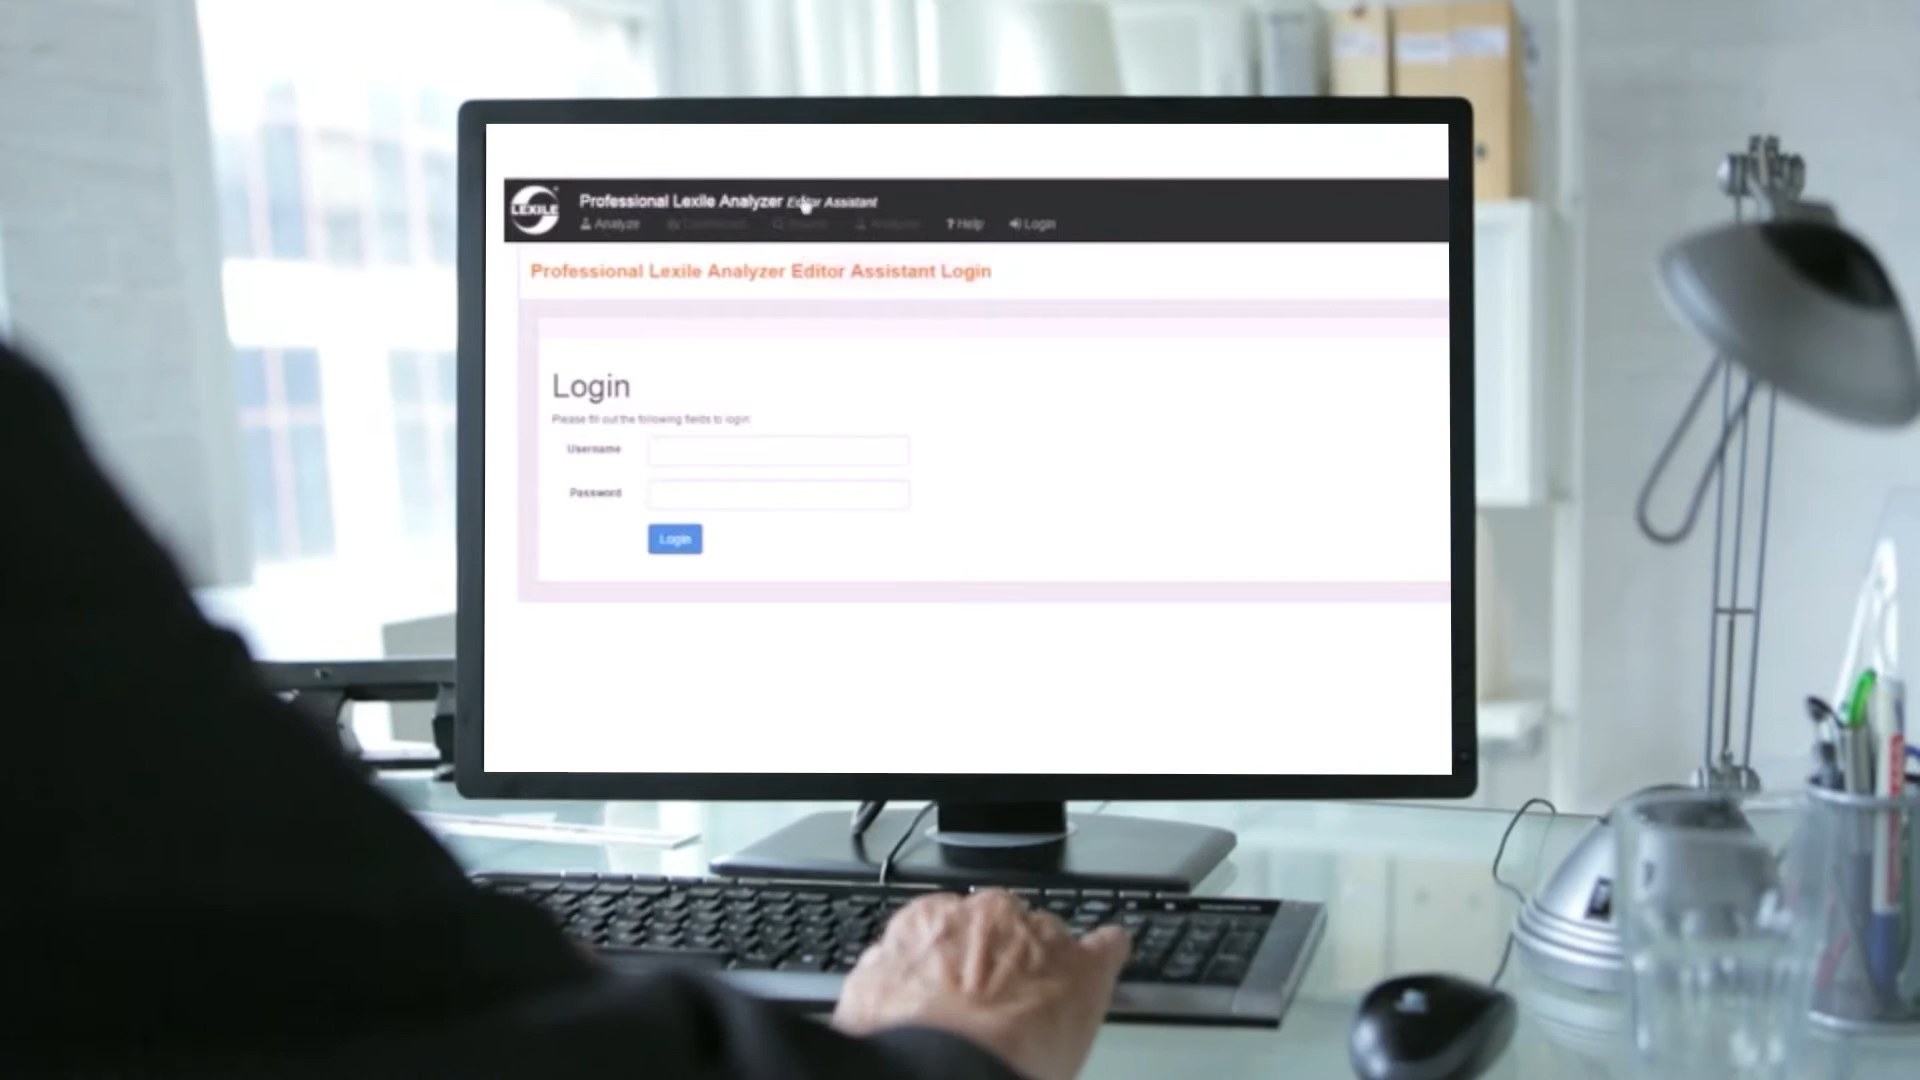 LEXILE
Professional Lexile Analyzer Editor Assistant
Analyze ? Help Login
Professional Lexile Analyzer Editor Assistant Login
Login
Please fill out the following fields to login:
Username
Password
Login